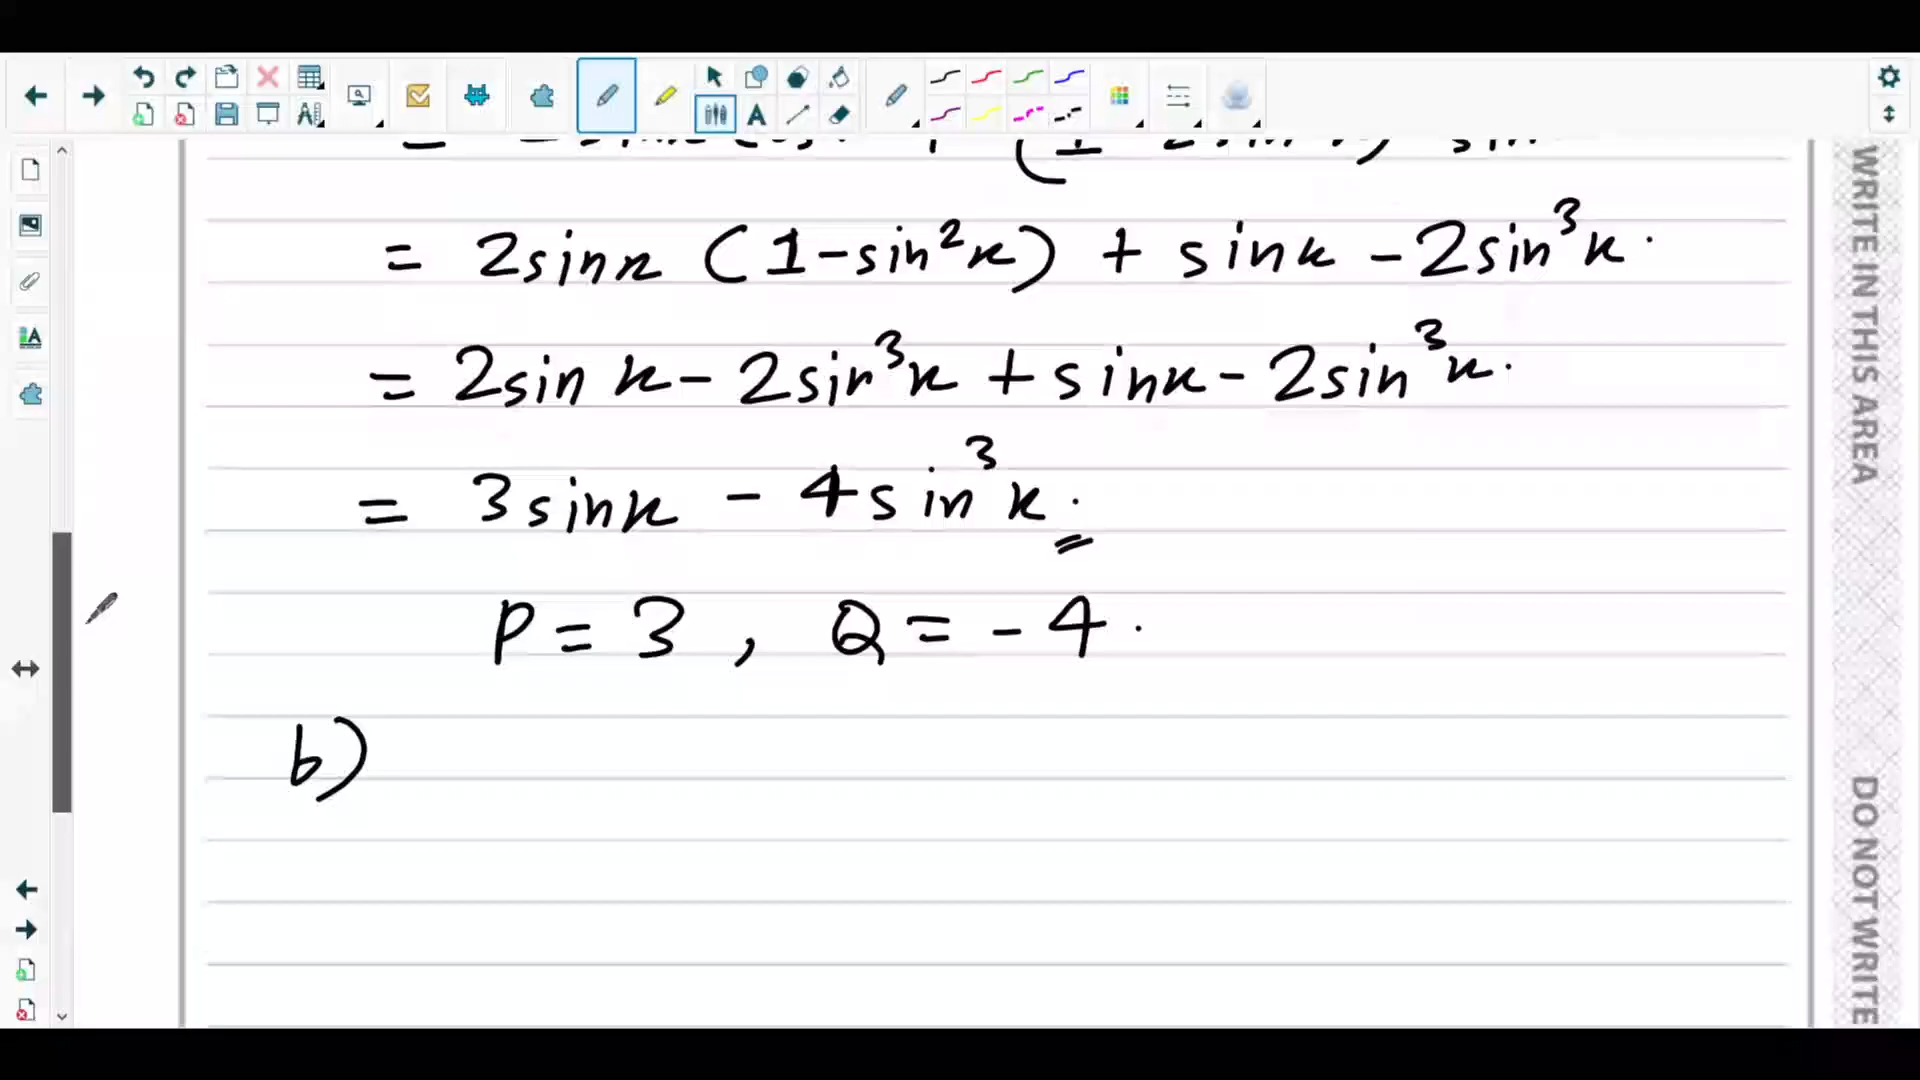 = 2sinx (1-sin²x) + sinx - 2sin³x.
= 2sin x - 2sin³x + sinx - 2sin³x.
= 3sinx - 4sin³x.
P = 3 , Q = - 4 .
b)
WRITE IN THIS AREA
DO NOT WRITE